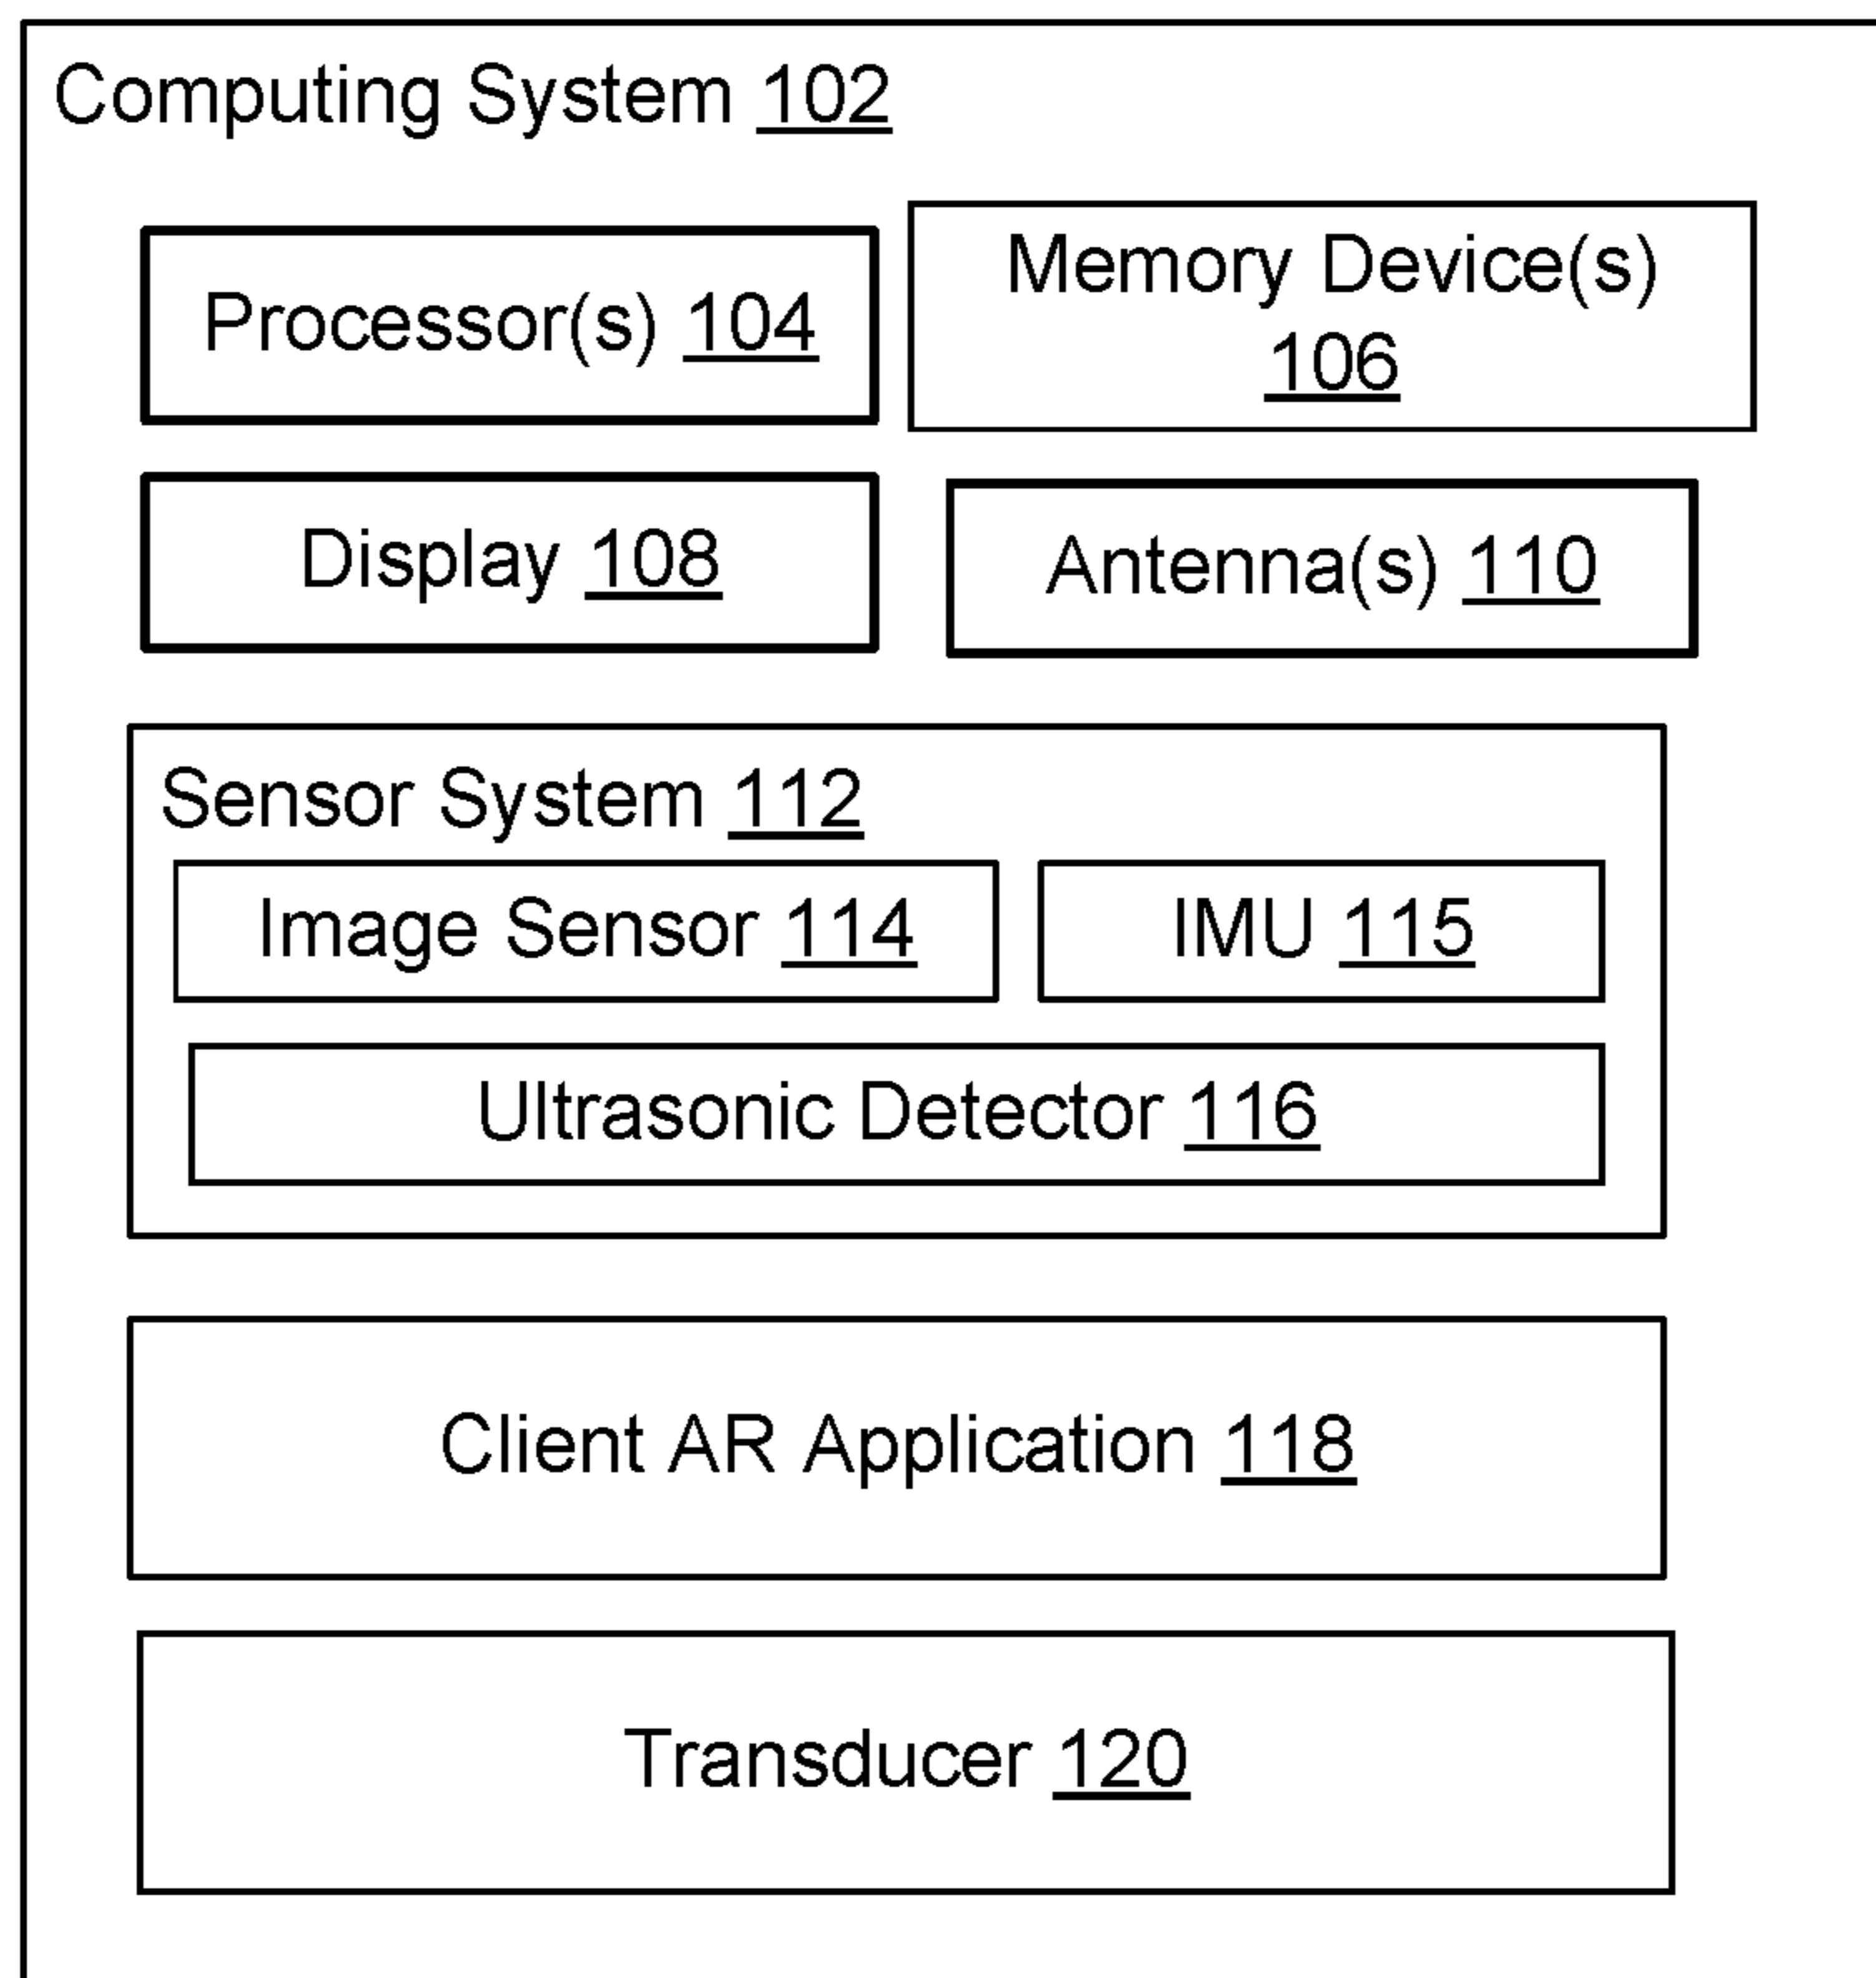 Computing System 102
Processor(s) 104
Memory Device(s)
106
Display 108
Antenna(s) 110
Sensor System 112
Image Sensor 114
IMU 115
Ultrasonic Detector 116
Client AR Application 118
Transducer 120